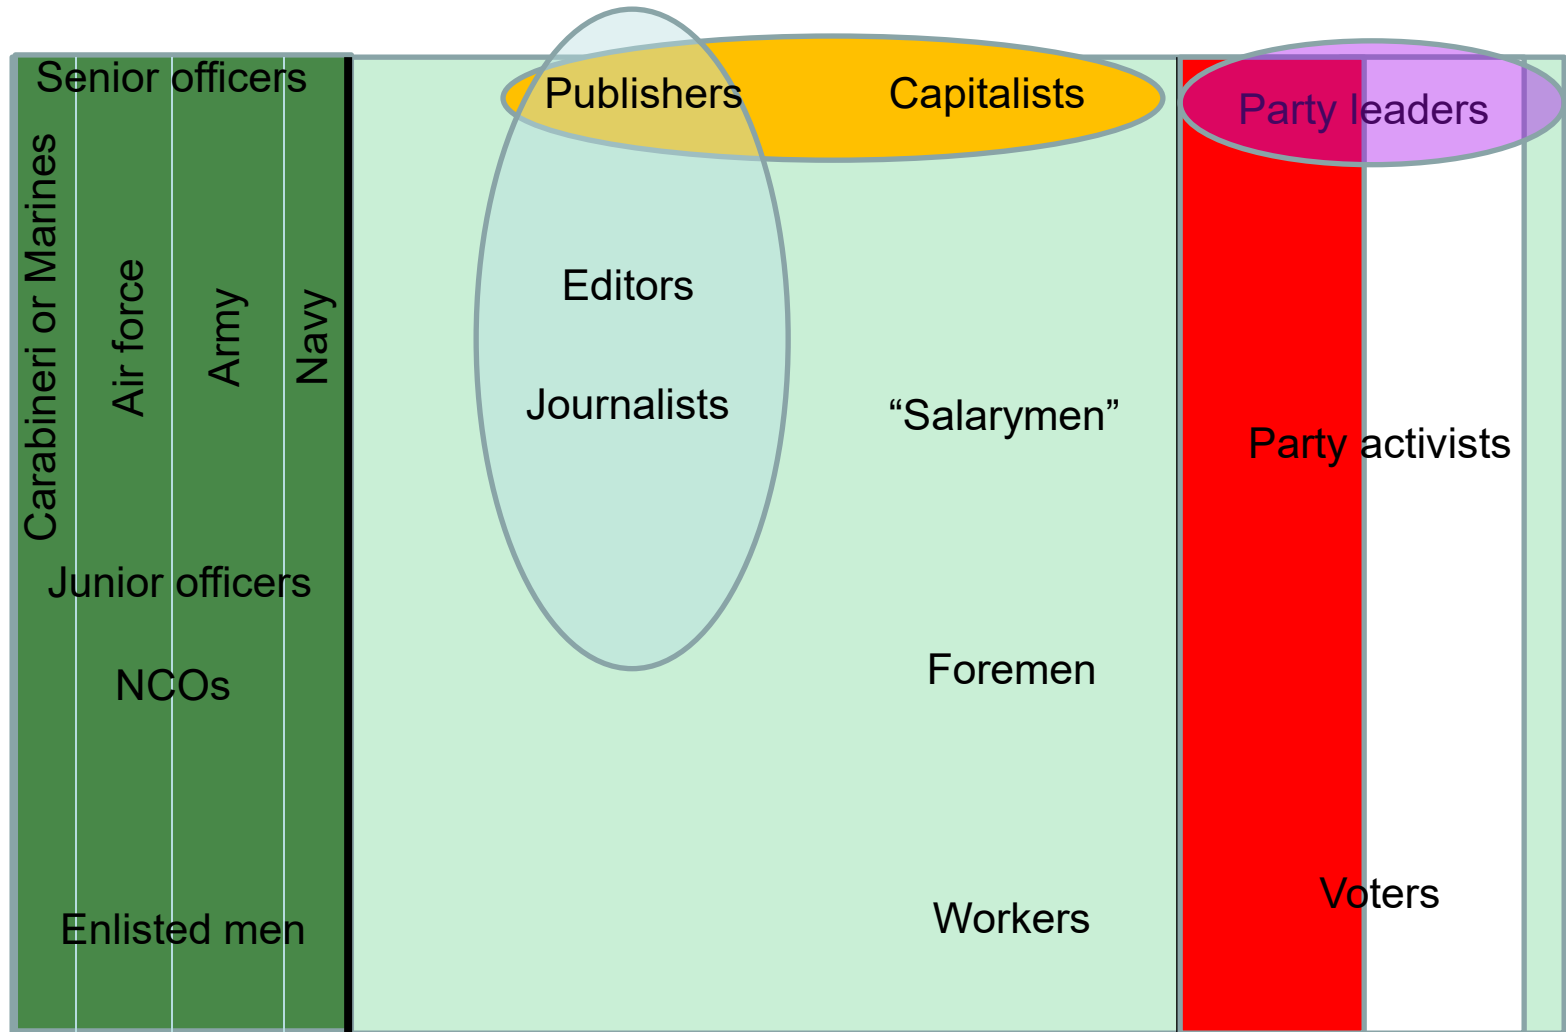 Senior officers
Publishers
Capitalists
Party leaders
Carabineri or Marines
Air force
Army
Navy
Editors
Journalists
“Salarymen”
Party activists
Junior officers
NCOs
Foremen
Voters
Enlisted men
Workers